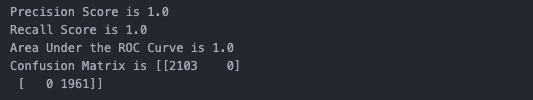 Precision Score is 1.0
Recall Score is 1.0
Area Under the ROC Curve is 1.0
Confusion Matrix is [[2103    0]
 [   0 1961]]